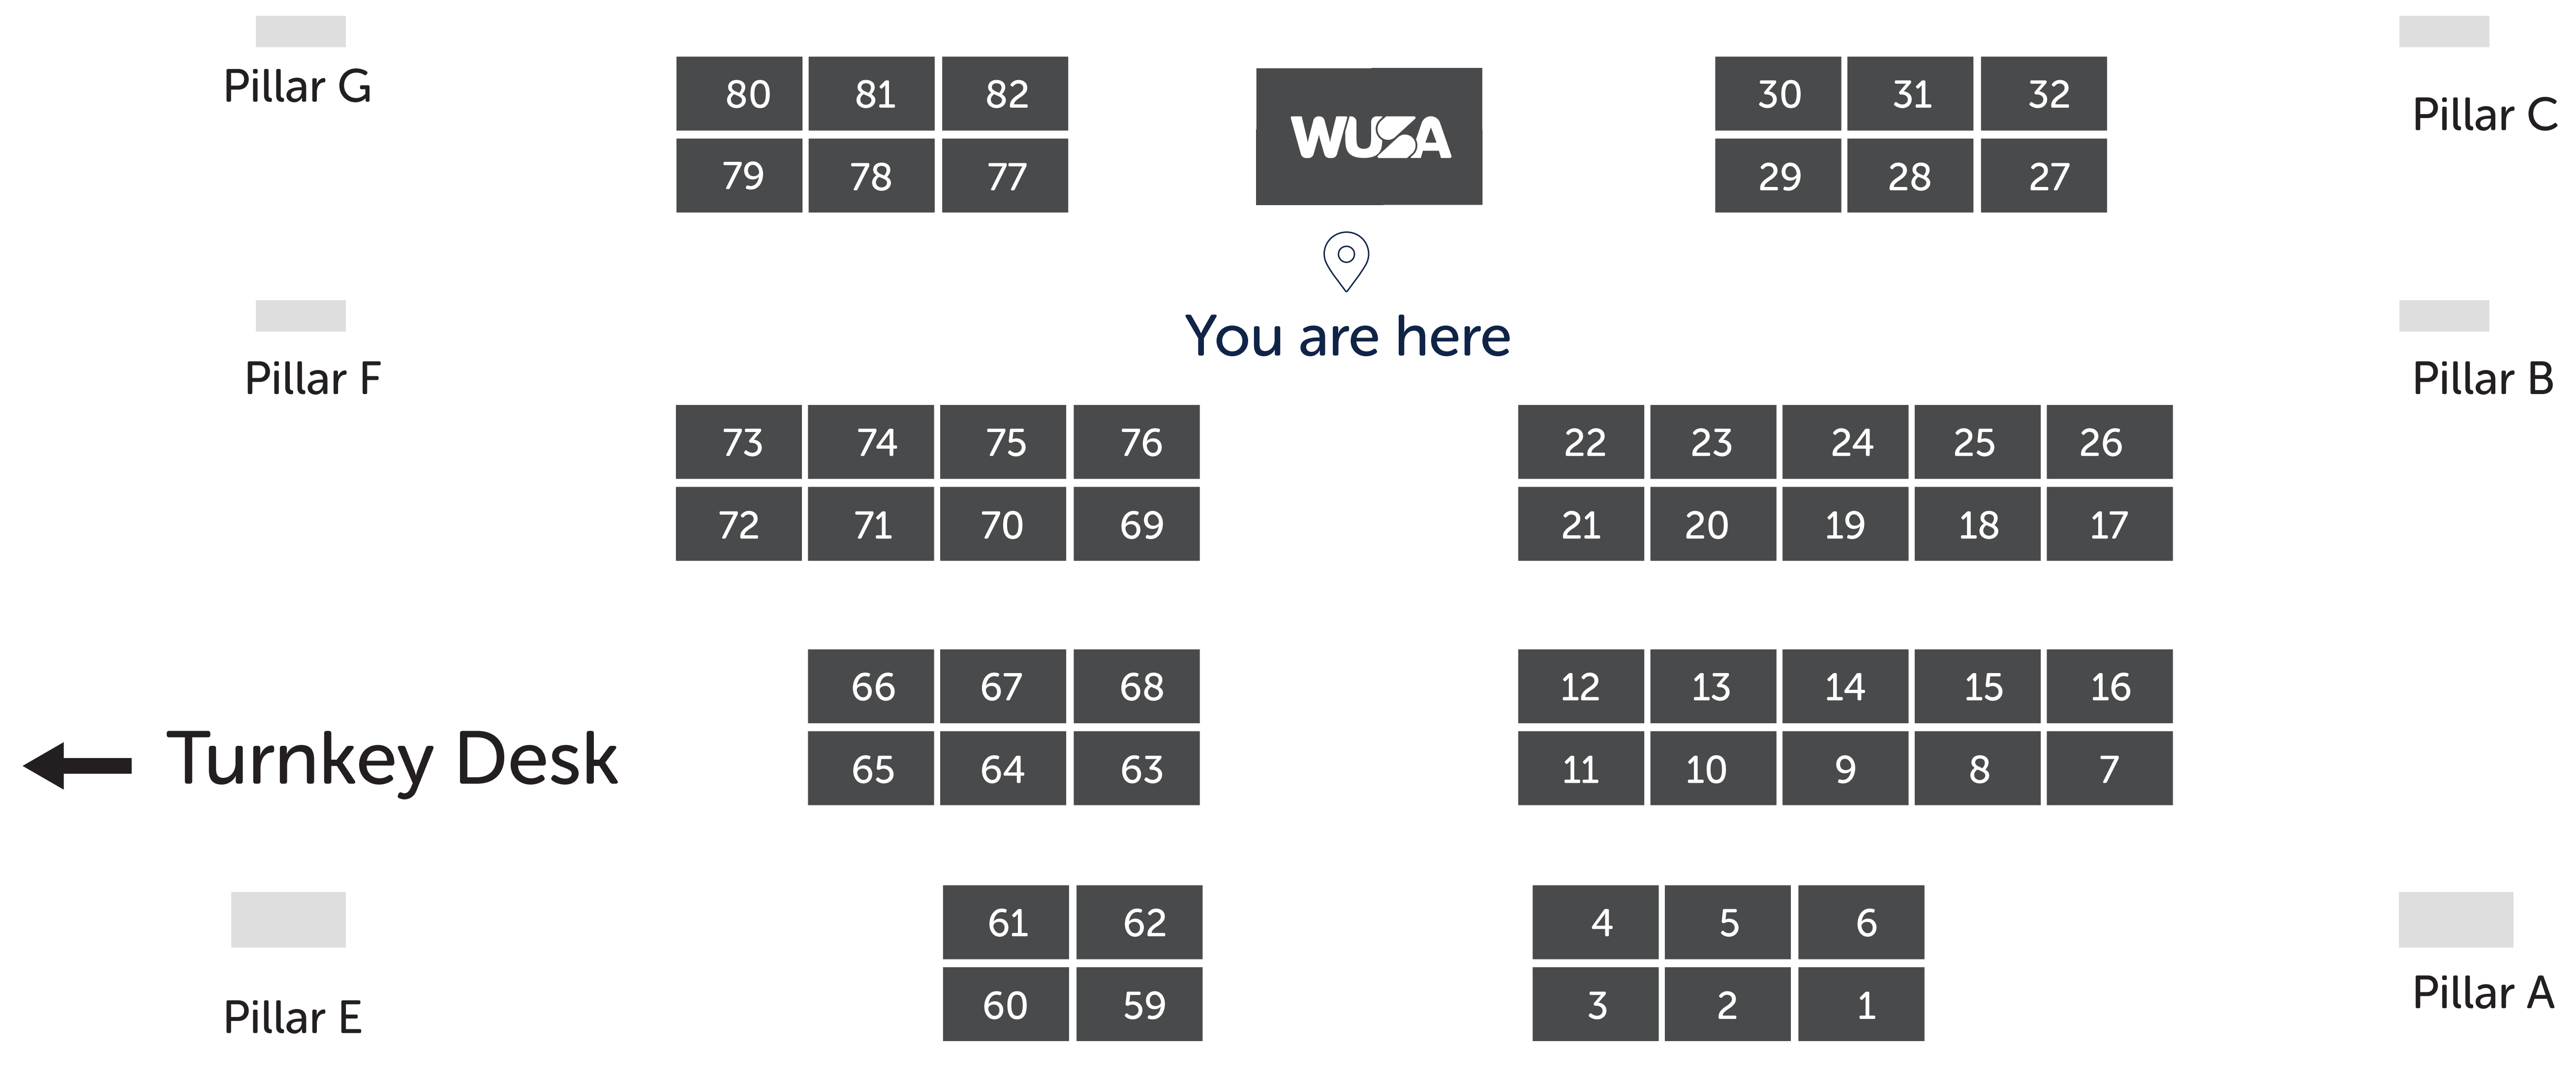 Pillar G
80 81 82
WUSA
30 31 32
Pillar C
79 78 77
29 28 27
You are here
Pillar F
Pillar B
73 74 75 76
22 23 24 25 26
72 71 70 69
21 20 19 18 17
66 67 68
12 13 14 15 16
Turnkey Desk
65 64 63
11 10 9 8 7
61 62
4 5 6
60 59
3 2 1
Pillar E
Pillar A